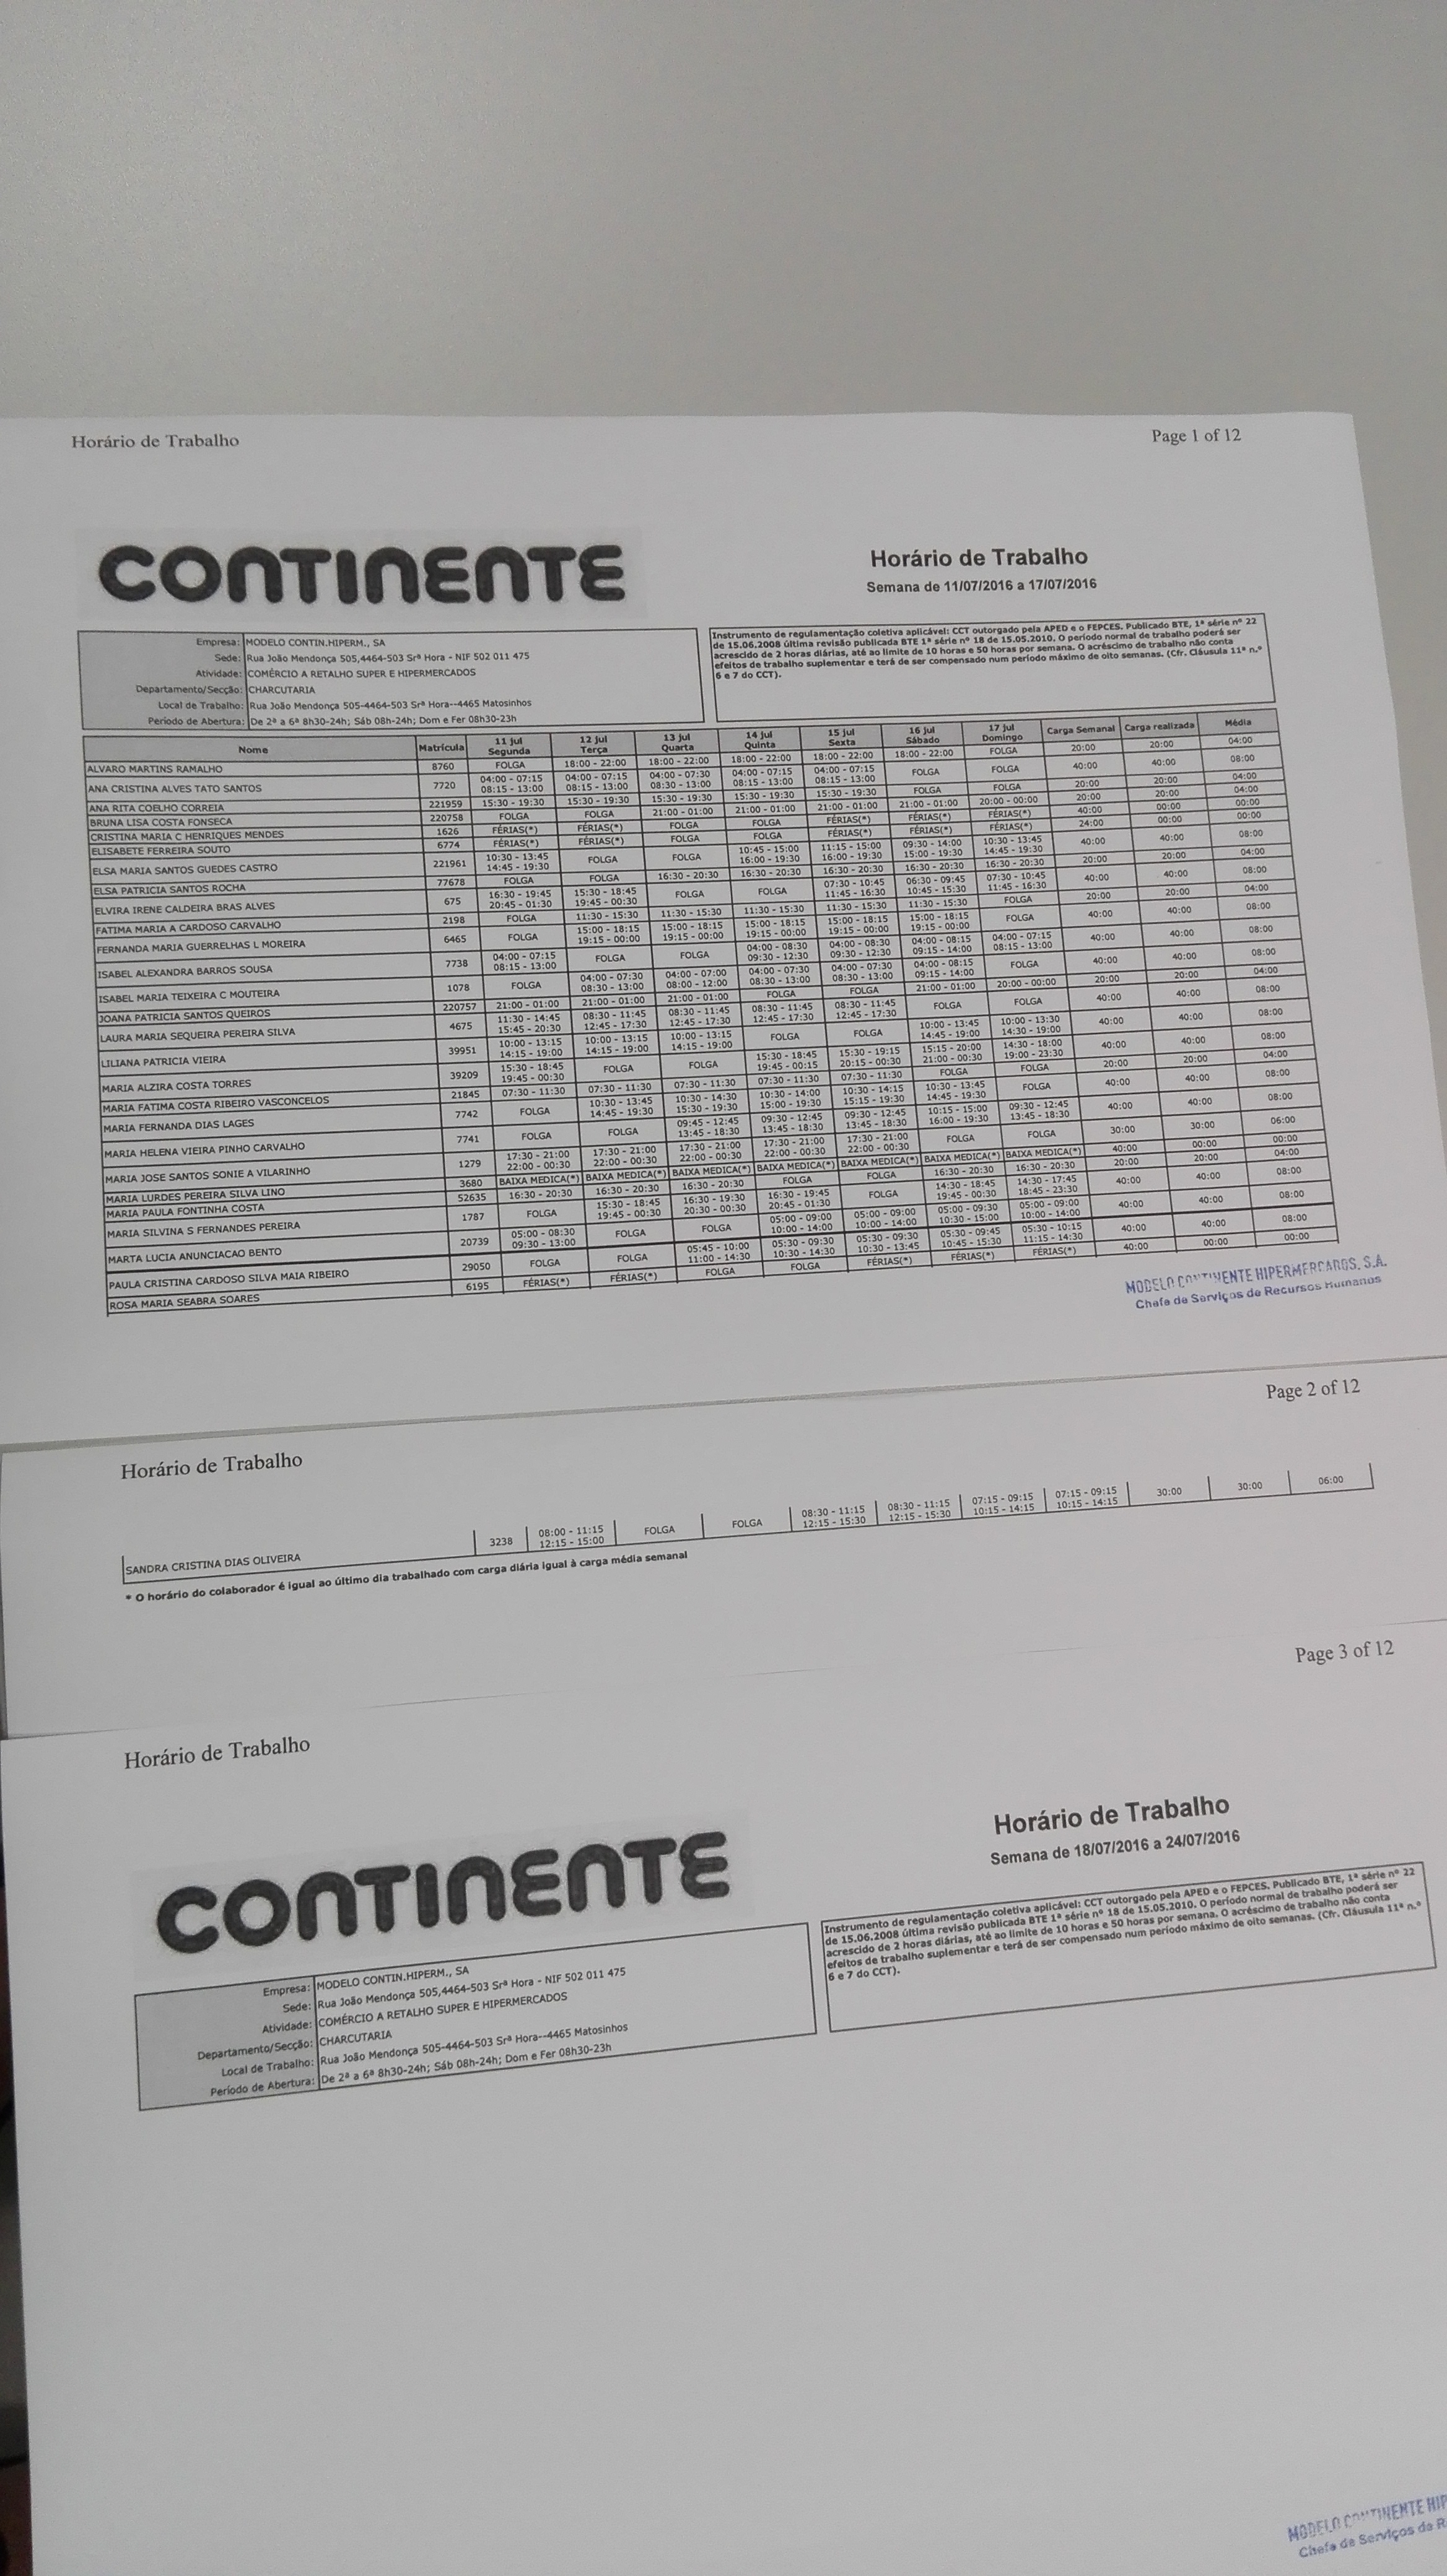 Horário de Trabalho
Page 1 of 12
CONTINENTE
Horário de Trabalho
Semana de 11/07/2016 a 17/07/2016
Empresa: MODELO CONTIN.HIPERM., SA
Sede: Rua João Mendonça 505,4464-503 Srª Hora - NIF 502 011 475
Atividade: COMÉRCIO A RETALHO SUPER E HIPERMERCADOS
Departamento/Secção: CHARCUTARIA
Local de Trabalho: Rua João Mendonça 505-4464-503 Srª Hora--4465 Matosinhos
Período de Abertura: De 2ª a 6ª 8h30-24h; Sáb 08h-24h; Dom e Fer 08h30-23h
Instrumento de regulamentação coletiva aplicável: CCT outorgado pela APED e o FEPCES. Publicado BTE, 1ª série nº 22
de 15.06.2008 última revisão publicada BTE 1ª série nº 18 de 15.05.2010. O período normal de trabalho poderá ser
acrescido de 2 horas diárias, até ao limite de 10 horas e 50 horas por semana. O acréscimo de trabalho não conta
efeitos de trabalho suplementar e terá de ser compensado num período máximo de oito semanas. (Cfr. Cláusula 11ª n.º
6 e 7 do CCT).
Nome Matrícula 11 jul Segunda 12 jul Terça 13 jul Quarta 14 jul Quinta 15 jul Sexta 16 jul Sábado 17 jul Domingo Carga Semanal Carga realizada Média
ALVARO MARTINS RAMALHO 8760 FOLGA 18:00 - 22:00 18:00 - 22:00 18:00 - 22:00 18:00 - 22:00 18:00 - 22:00 FOLGA 20:00 20:00 04:00
ANA CRISTINA ALVES TATO SANTOS 7720 04:00 - 07:15 04:00 - 07:15 04:00 - 07:30 04:00 - 07:15 04:00 - 07:15 FOLGA FOLGA 40:00 40:00 08:00
08:15 - 13:00 08:15 - 13:00 08:30 - 13:00 08:15 - 13:00 08:15 - 13:00
ANA RITA COELHO CORREIA 221959 15:30 - 19:30 15:30 - 19:30 15:30 - 19:30 15:30 - 19:30 15:30 - 19:30 FOLGA FOLGA 20:00 20:00 04:00
BRUNA LISA COSTA FONSECA 220758 FOLGA FOLGA 21:00 - 01:00 21:00 - 01:00 21:00 - 01:00 21:00 - 01:00 20:00 - 00:00 20:00 20:00 04:00
CRISTINA MARIA C HENRIQUES MENDES 1626 FÉRIAS(*) FÉRIAS(*) FOLGA FOLGA FÉRIAS(*) FÉRIAS(*) FÉRIAS(*) 40:00 00:00 00:00
ELISABETE FERREIRA SOUTO 6774 FÉRIAS(*) FÉRIAS(*) FOLGA FOLGA FÉRIAS(*) FÉRIAS(*) FÉRIAS(*) 24:00 00:00 00:00
ELSA MARIA SANTOS GUEDES CASTRO 221961 10:30 - 13:45 FOLGA FOLGA 10:45 - 15:00 11:15 - 15:00 09:30 - 14:00 10:30 - 13:45 40:00 40:00 08:00
14:45 - 19:30 16:00 - 19:30 16:00 - 19:30 15:00 - 19:30 14:45 - 19:30
ELSA PATRICIA SANTOS ROCHA 77678 FOLGA FOLGA 16:30 - 20:30 16:30 - 20:30 16:30 - 20:30 16:30 - 20:30 16:30 - 20:30 20:00 20:00 04:00
ELVIRA IRENE CALDEIRA BRAS ALVES 675 16:30 - 19:45 15:30 - 18:45 FOLGA FOLGA 07:30 - 10:45 06:30 - 09:45 07:30 - 10:45 40:00 40:00 08:00
20:45 - 01:30 19:45 - 00:30 11:45 - 16:30 10:45 - 15:30 11:45 - 16:30
FATIMA MARIA A CARDOSO CARVALHO 2198 FOLGA 11:30 - 15:30 11:30 - 15:30 11:30 - 15:30 11:30 - 15:30 11:30 - 15:30 FOLGA 20:00 20:00 04:00
FERNANDA MARIA GUERRELHAS L MOREIRA 6465 FOLGA 15:00 - 18:15 15:00 - 18:15 15:00 - 18:15 15:00 - 18:15 15:00 - 18:15 FOLGA 40:00 40:00 08:00
19:15 - 00:00 19:15 - 00:00 19:15 - 00:00 19:15 - 00:00 19:15 - 00:00
ISABEL ALEXANDRA BARROS SOUSA 7738 04:00 - 07:15 FOLGA FOLGA 04:00 - 08:30 04:00 - 08:30 04:00 - 08:15 04:00 - 07:15 40:00 40:00 08:00
08:15 - 13:00 09:30 - 12:30 09:30 - 12:30 09:15 - 14:00 08:15 - 13:00
ISABEL MARIA TEIXEIRA C MOUTEIRA 1078 FOLGA 04:00 - 07:30 04:00 - 07:00 04:00 - 07:30 04:00 - 07:30 04:00 - 08:15 FOLGA 40:00 40:00 08:00
08:30 - 13:00 08:00 - 12:00 08:30 - 13:00 08:30 - 13:00 09:15 - 14:00
JOANA PATRICIA SANTOS QUEIROS 220757 21:00 - 01:00 21:00 - 01:00 21:00 - 01:00 FOLGA FOLGA 21:00 - 01:00 20:00 - 00:00 20:00 20:00 04:00
LAURA MARIA SEQUEIRA PEREIRA SILVA 4675 11:30 - 14:45 08:30 - 11:45 08:30 - 11:45 08:30 - 11:45 08:30 - 11:45 FOLGA FOLGA 40:00 40:00 08:00
15:45 - 20:30 12:45 - 17:30 12:45 - 17:30 12:45 - 17:30 12:45 - 17:30
LILIANA PATRICIA VIEIRA 39951 10:00 - 13:15 10:00 - 13:15 10:00 - 13:15 FOLGA FOLGA 10:00 - 13:45 10:00 - 13:30 40:00 40:00 08:00
14:15 - 19:00 14:15 - 19:00 14:15 - 19:00 14:45 - 19:00 14:30 - 19:00
MARIA ALZIRA COSTA TORRES 39209 15:30 - 18:45 FOLGA FOLGA 15:30 - 18:45 15:30 - 19:15 15:15 - 20:00 14:30 - 18:00 40:00 40:00 08:00
19:45 - 00:30 19:45 - 00:15 20:15 - 00:30 21:00 - 00:30 19:00 - 23:30
MARIA FATIMA COSTA RIBEIRO VASCONCELOS 21845 07:30 - 11:30 07:30 - 11:30 07:30 - 11:30 07:30 - 11:30 07:30 - 11:30 FOLGA FOLGA 20:00 20:00 04:00
MARIA FERNANDA DIAS LAGES 7742 FOLGA 10:30 - 13:45 10:30 - 14:30 10:30 - 14:00 10:30 - 14:15 10:30 - 13:45 FOLGA 40:00 40:00 08:00
14:45 - 19:30 15:30 - 19:30 15:00 - 19:30 15:15 - 19:30 14:45 - 19:30
MARIA HELENA VIEIRA PINHO CARVALHO 7741 FOLGA FOLGA 09:45 - 12:45 09:30 - 12:45 09:30 - 12:45 10:15 - 15:00 09:30 - 12:45 40:00 40:00 08:00
13:45 - 18:30 13:45 - 18:30 13:45 - 18:30 16:00 - 19:30 13:45 - 18:30
MARIA JOSE SANTOS SONIE A VILARINHO 1279 17:30 - 21:00 17:30 - 21:00 17:30 - 21:00 17:30 - 21:00 17:30 - 21:00 FOLGA FOLGA 30:00 30:00 06:00
22:00 - 00:30 22:00 - 00:30 22:00 - 00:30 22:00 - 00:30 22:00 - 00:30
MARIA LURDES PEREIRA SILVA LINO 3680 BAIXA MEDICA(*) BAIXA MEDICA(*) BAIXA MEDICA(*) BAIXA MEDICA(*) BAIXA MEDICA(*) BAIXA MEDICA(*) BAIXA MEDICA(*) 40:00 00:00 00:00
MARIA PAULA FONTINHA COSTA 52635 16:30 - 20:30 16:30 - 20:30 16:30 - 20:30 FOLGA FOLGA 16:30 - 20:30 16:30 - 20:30 20:00 20:00 04:00
MARIA SILVINA S FERNANDES PEREIRA 1787 FOLGA 15:30 - 18:45 16:30 - 19:30 16:30 - 19:45 FOLGA 14:30 - 18:45 14:30 - 17:45 40:00 40:00 08:00
19:45 - 00:30 20:30 - 00:30 20:45 - 01:30 19:45 - 00:30 18:45 - 23:30
MARTA LUCIA ANUNCIACAO BENTO 20739 05:00 - 08:30 FOLGA FOLGA 05:00 - 09:00 05:00 - 09:00 05:00 - 09:30 05:00 - 09:00 40:00 40:00 08:00
09:30 - 13:00 10:00 - 14:00 10:00 - 14:00 10:30 - 15:00 10:00 - 14:00
PAULA CRISTINA CARDOSO SILVA MAIA RIBEIRO 29050 FOLGA FOLGA 05:45 - 10:00 05:30 - 09:30 05:30 - 09:30 05:30 - 09:45 05:30 - 10:15 40:00 40:00 08:00
11:00 - 14:30 10:30 - 14:30 10:30 - 13:45 10:45 - 15:30 11:15 - 14:30
ROSA MARIA SEABRA SOARES 6195 FÉRIAS(*) FÉRIAS(*) FOLGA FOLGA FÉRIAS(*) FÉRIAS(*) FÉRIAS(*) 40:00 00:00 00:00
MODELO CONTINENTE HIPERMERCADOS, S.A.
Chefe de Serviços de Recursos Humanos
Horário de Trabalho
Page 2 of 12
SANDRA CRISTINA DIAS OLIVEIRA 3238 08:00 - 11:15 FOLGA FOLGA 08:30 - 11:15 08:30 - 11:15 07:15 - 09:15 07:15 - 09:15 30:00 30:00 06:00
12:15 - 15:00 12:15 - 15:30 12:15 - 15:30 10:15 - 14:15 10:15 - 14:15
* O horário do colaborador é igual ao último dia trabalhado com carga diária igual à carga média semanal
Horário de Trabalho
Page 3 of 12
CONTINENTE
Horário de Trabalho
Semana de 18/07/2016 a 24/07/2016
Empresa: MODELO CONTIN.HIPERM., SA
Sede: Rua João Mendonça 505,4464-503 Srª Hora - NIF 502 011 475
Atividade: COMÉRCIO A RETALHO SUPER E HIPERMERCADOS
Departamento/Secção: CHARCUTARIA
Local de Trabalho: Rua João Mendonça 505-4464-503 Srª Hora--4465 Matosinhos
Período de Abertura: De 2ª a 6ª 8h30-24h; Sáb 08h-24h; Dom e Fer 08h30-23h
Instrumento de regulamentação coletiva aplicável: CCT outorgado pela APED e o FEPCES. Publicado BTE, 1ª série nº 22
de 15.06.2008 última revisão publicada BTE 1ª série nº 18 de 15.05.2010. O período normal de trabalho poderá ser
acrescido de 2 horas diárias, até ao limite de 10 horas e 50 horas por semana. O acréscimo de trabalho não conta
efeitos de trabalho suplementar e terá de ser compensado num período máximo de oito semanas. (Cfr. Cláusula 11ª n.º
6 e 7 do CCT).
MODELO CONTINENTE HIP
Chefe de Serviços de R